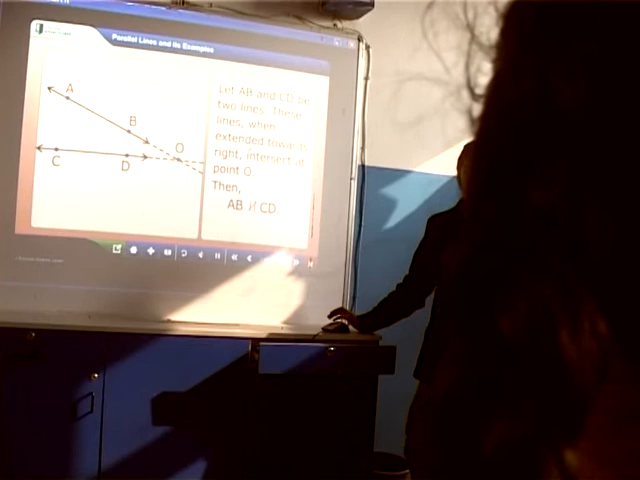 Parallel Lines and its Examples
A
B
O
C
D
Let AB and CD be
two lines. These
lines, when
extended towards
right, intersect at
point O.
Then,
AB ∦ CD.